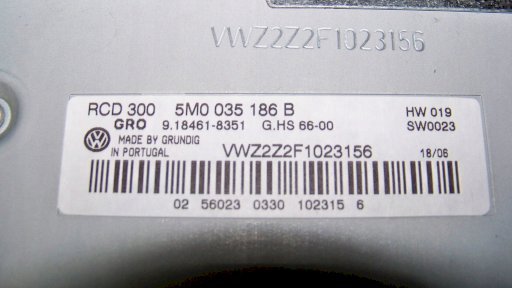 VWZ2Z2F1023156
RCD 300 5M0 035 186 B HW 019
GRO 9.18461-8351 G.HS 66-00 SW0023
MADE BY GRUNDIG
IN PORTUGAL VWZ2Z2F1023156 18/06
02 56023 0330 102315 6